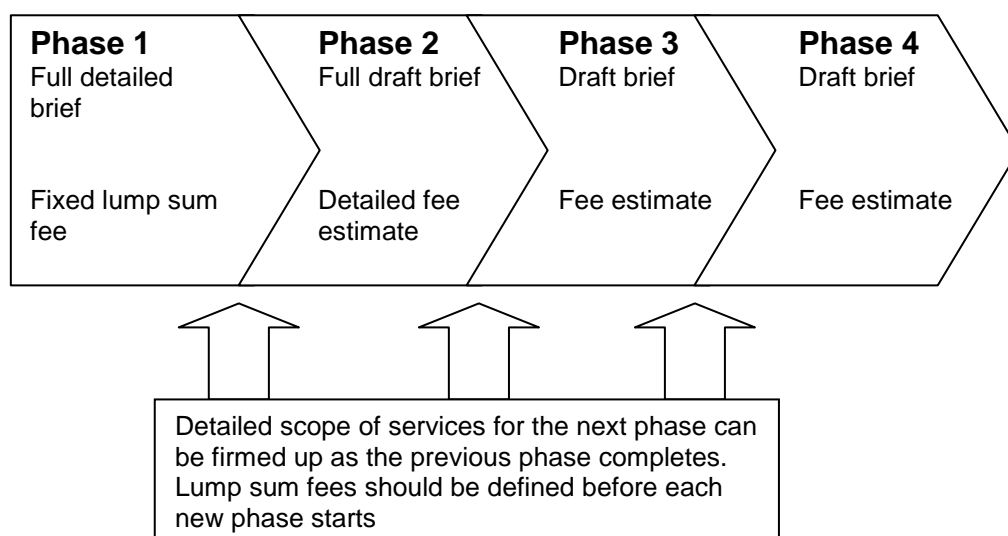 Phase 1
Full detailed
brief
Fixed lump sum
fee
Phase 2
Full draft brief
Detailed fee
estimate
Phase 3
Draft brief
Fee estimate
Phase 4
Draft brief
Fee estimate
Detailed scope of services for the next phase can
be firmed up as the previous phase completes.
Lump sum fees should be defined before each
new phase starts